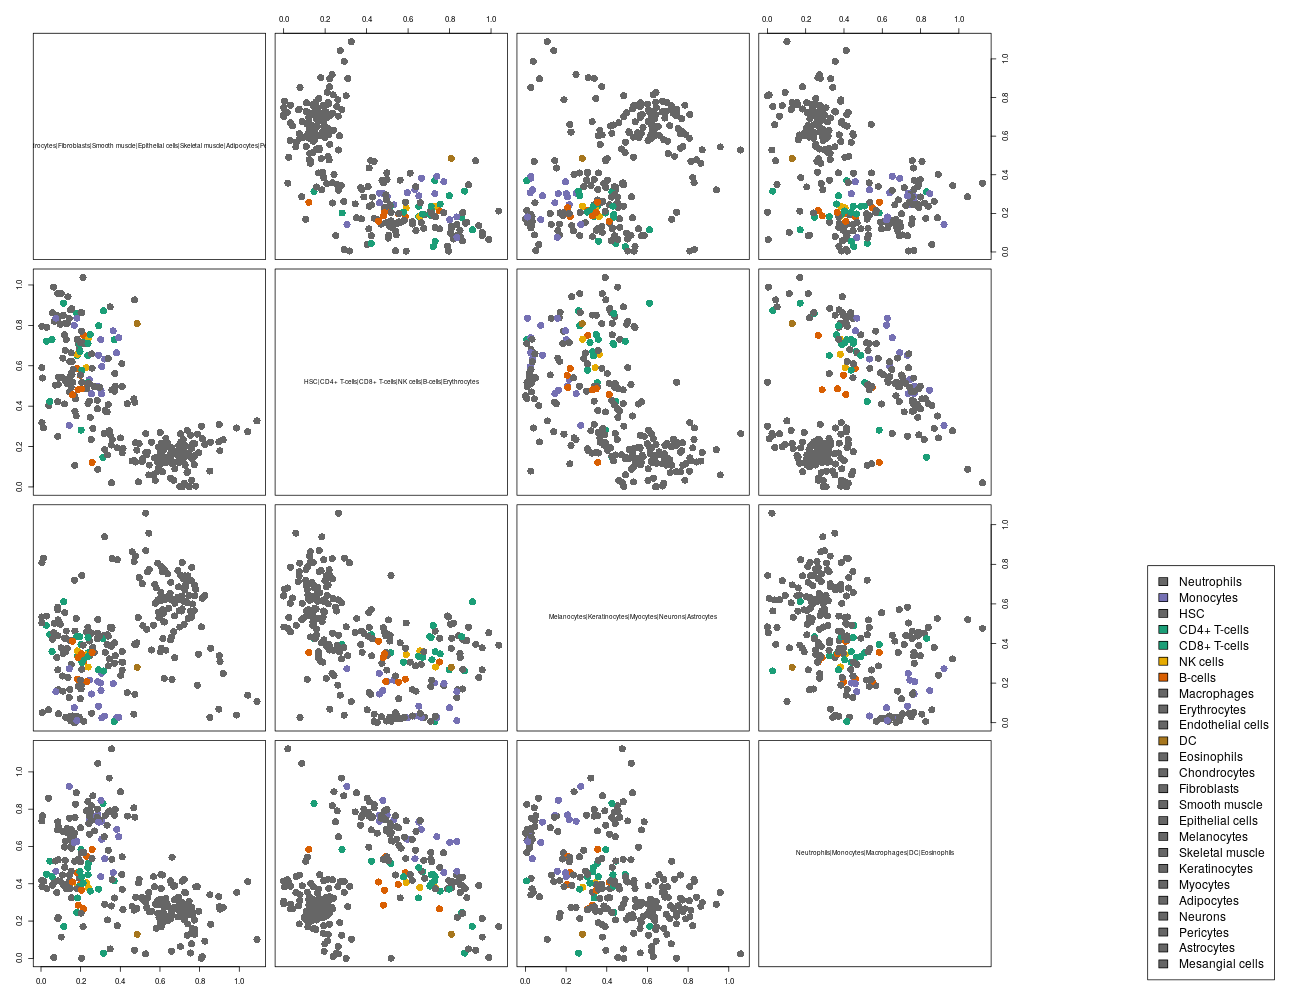 0.0 0.2 0.4 0.6 0.8 1.0
0.0 0.2 0.4 0.6 0.8 1.0
rocytes|Fibroblasts|Smooth muscle|Epithelial cells|Skeletal muscle|Adipocytes|Pe
0.0 0.2 0.4 0.6 0.8 1.0
0.0 0.2 0.4 0.6 0.8 1.0
HSC|CD4+ T-cells|CD8+ T-cells|NK cells|B-cells|Erythrocytes
Melanocytes|Keratinocytes|Myocytes|Neurons|Astrocytes
0.0 0.2 0.4 0.6 0.8 1.0
0.0 0.2 0.4 0.6 0.8 1.0
Neutrophils|Monocytes|Macrophages|DC|Eosinophils
0.0 0.2 0.4 0.6 0.8 1.0
0.0 0.2 0.4 0.6 0.8 1.0
Neutrophils
Monocytes
HSC
CD4+ T-cells
CD8+ T-cells
NK cells
B-cells
Macrophages
Erythrocytes
Endothelial cells
DC
Eosinophils
Chondrocytes
Fibroblasts
Smooth muscle
Epithelial cells
Melanocytes
Skeletal muscle
Keratinocytes
Myocytes
Adipocytes
Neurons
Pericytes
Astrocytes
Mesangial cells